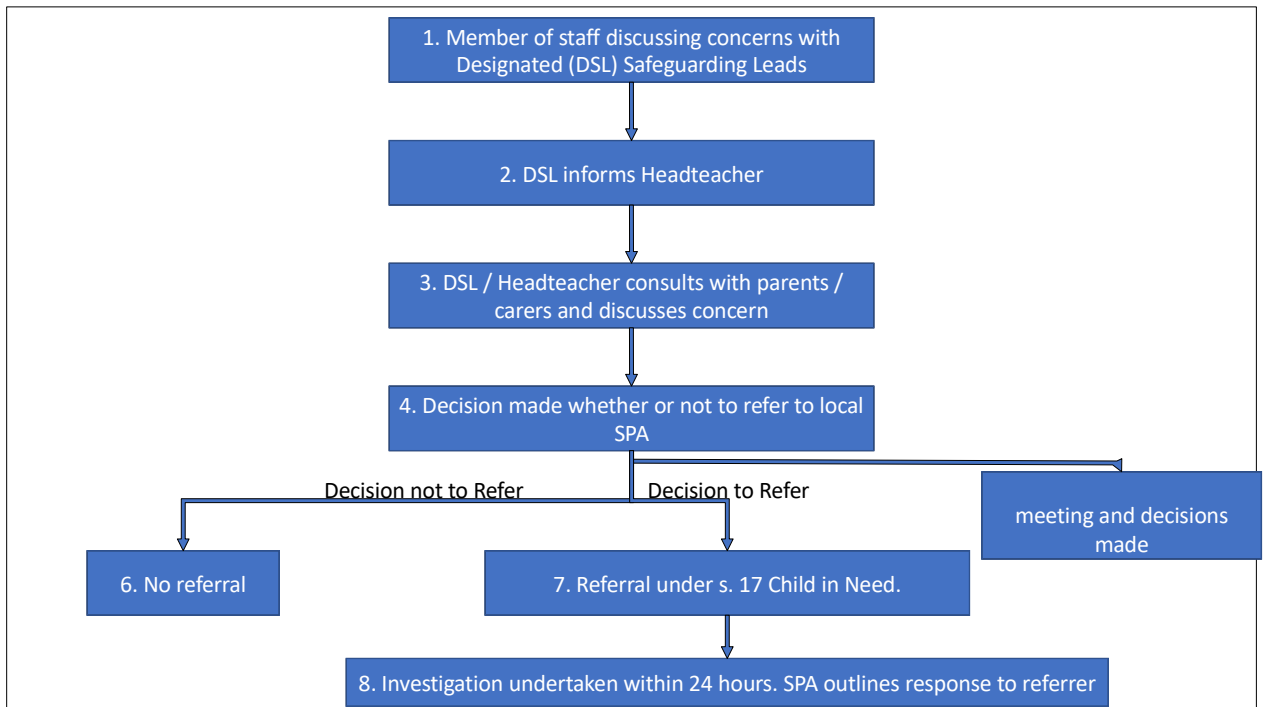 1. Member of staff discussing concerns with
Designated (DSL) Safeguarding Leads
2. DSL informs Headteacher
3. DSL / Headteacher consults with parents /
carers and discusses concern
4. Decision made whether or not to refer to local
SPA
Decision not to Refer
Decision to Refer
meeting and decisions
made
6. No referral
7. Referral under s. 17 Child in Need.
8. Investigation undertaken within 24 hours. SPA outlines response to referrer